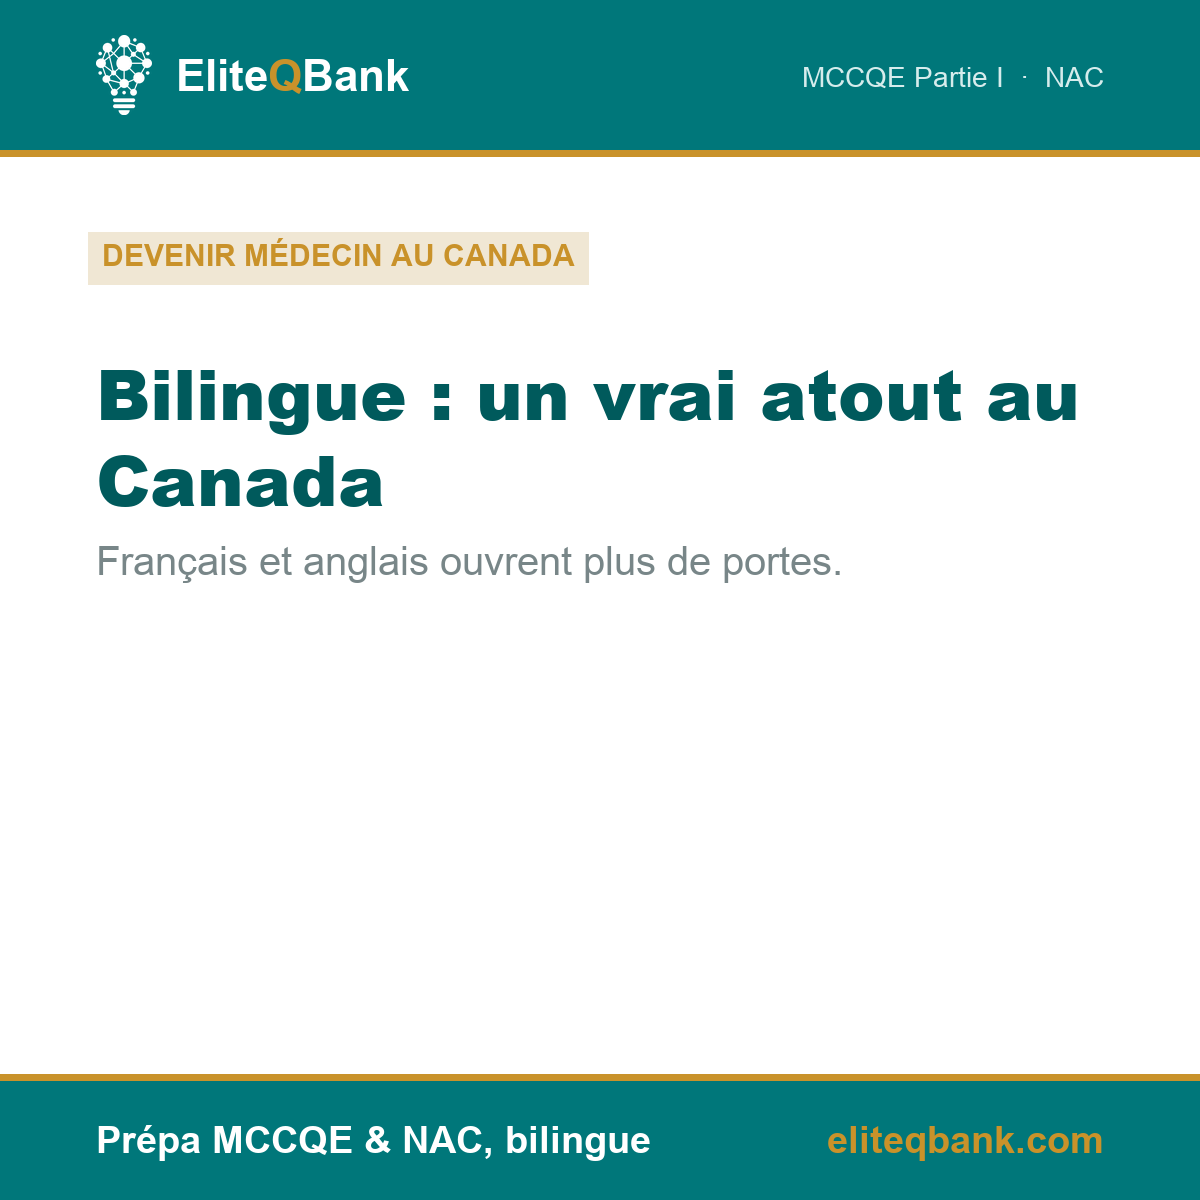 EliteQBank
MCCQE Partie I · NAC
DEVENIR MÉDECIN AU CANADA
Bilingue : un vrai atout au
Canada
Français et anglais ouvrent plus de portes.
Prépa MCCQE & NAC, bilingue
eliteqbank.com